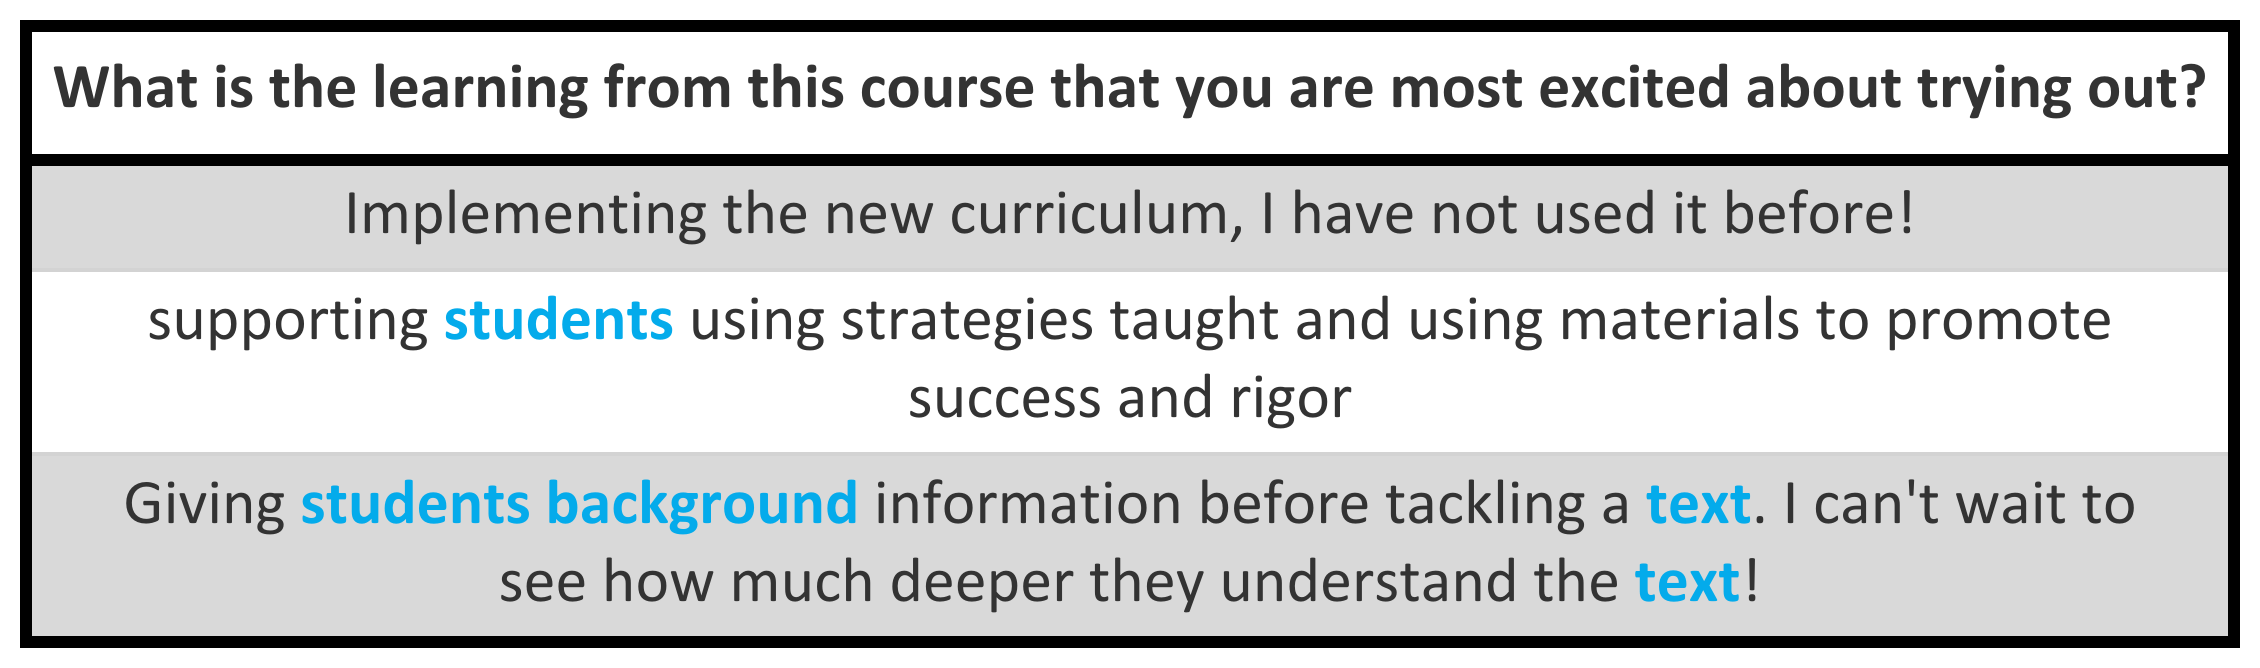 What is the learning from this course that you are most excited about trying out?
Implementing the new curriculum, I have not used it before!
supporting students using strategies taught and using materials to promote
success and rigor
Giving students background information before tackling a text. I can't wait to
see how much deeper they understand the text!